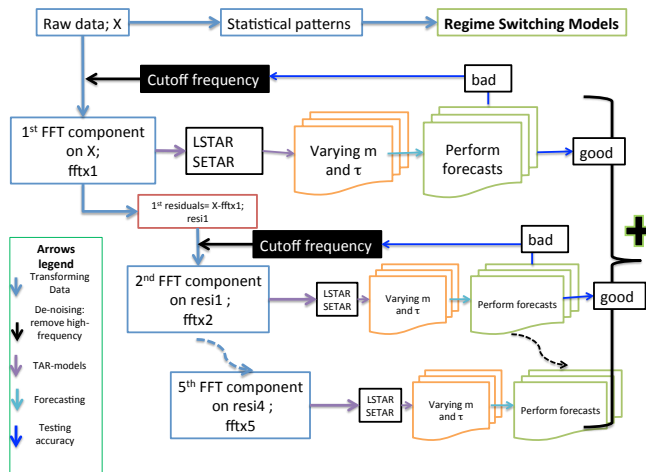 Raw data; X
Statistical patterns
Regime Switching Models
Cutoff frequency
bad
1st FFT component
on X;
fftx1
LSTAR
SETAR
Varying m
and τ
Perform
forecasts
good
1st residuals= X-fftx1;
resi1
Cutoff frequency
bad
2nd FFT component
on resi1 ;
fftx2
LSTAR
SETAR
Varying m
and τ
Perform forecasts
good
5th FFT component
on resi4 ;
fftx5
LSTAR
SETAR
Varying m
and τ
Perform forecasts
Arrows
legend
Transforming
Data
De-noising:
remove high-
frequency
TAR-models
Forecasting
Testing
accuracy
+